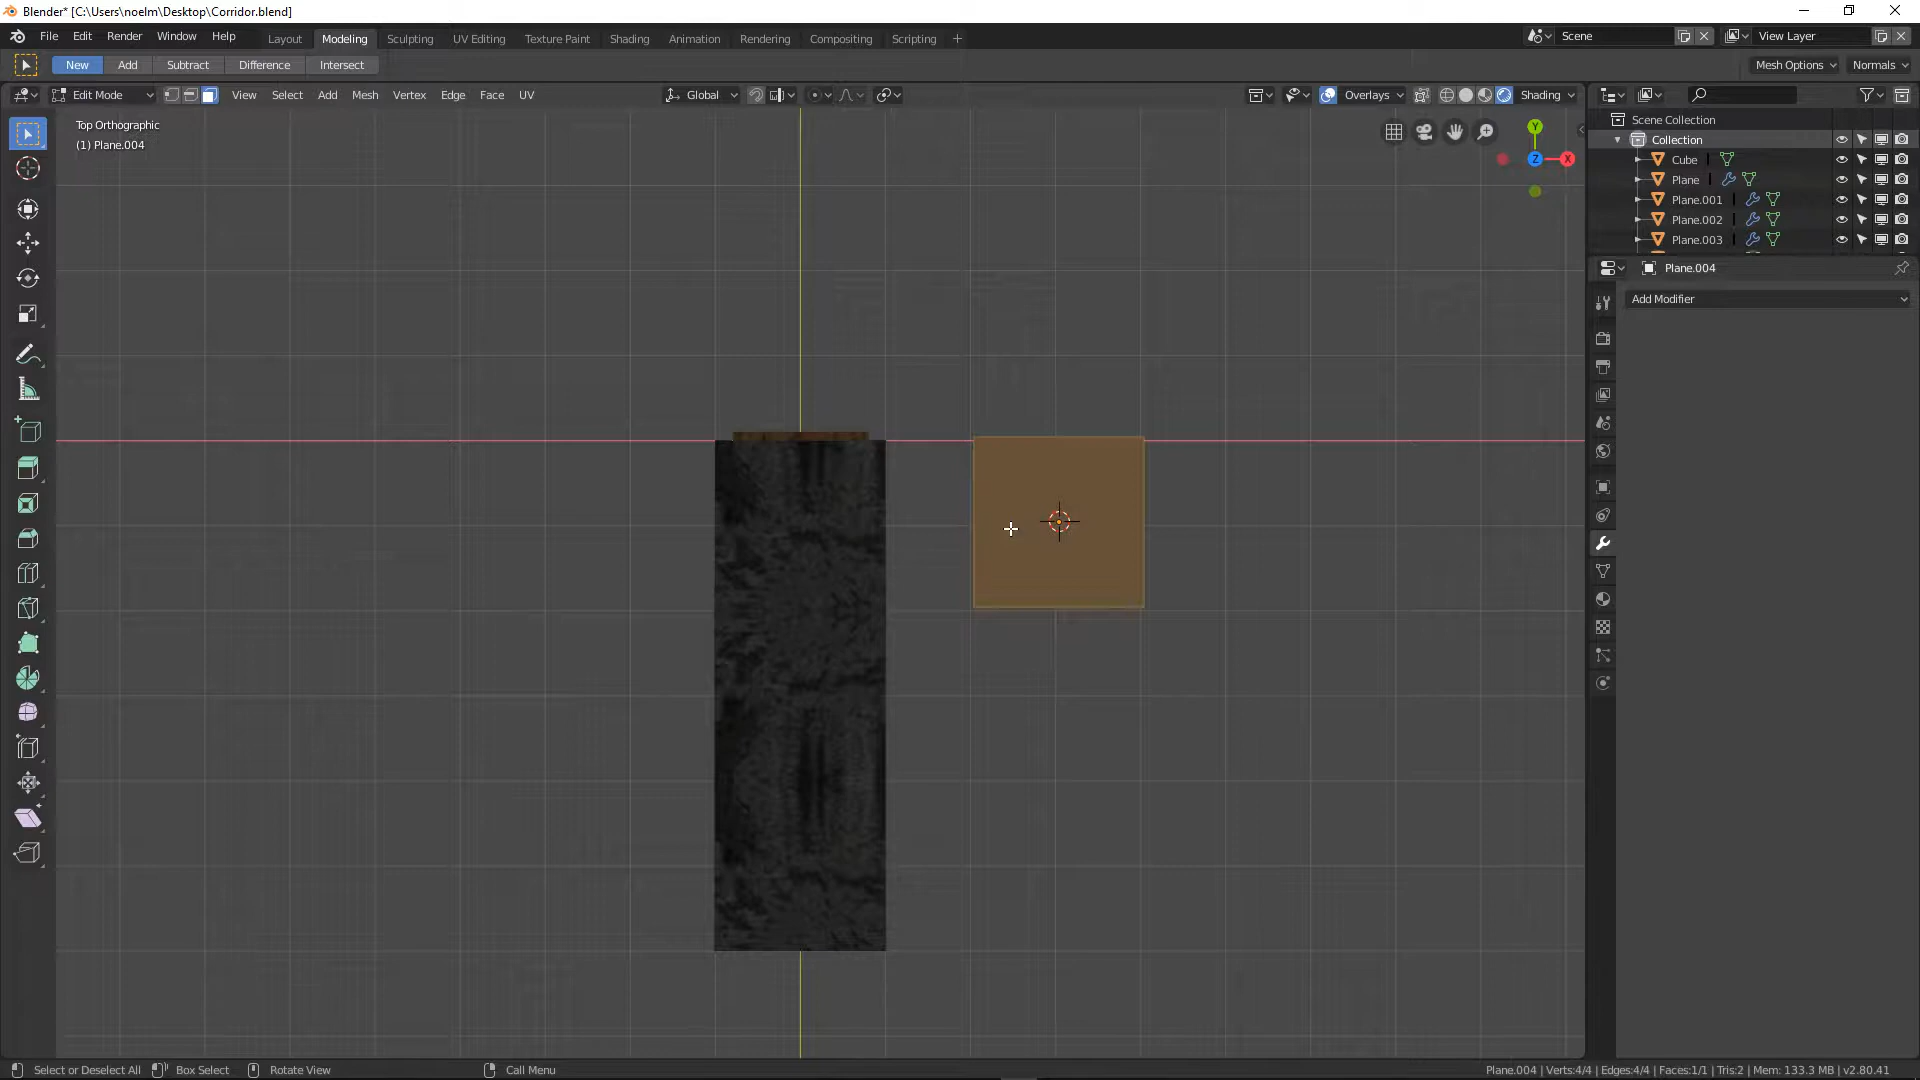 Blender* [C:\Users\noelm\Desktop\Corridor.blend]
File Edit Render Window Help Layout Modeling Sculpting UV Editing Texture Paint Shading Animation Rendering Compositing Scripting Scene View Layer
New Add Subtract Difference Intersect Mesh Options Normals
Edit Mode View Select Add Mesh Vertex Edge Face UV Global Overlays Shading
Top Orthographic
(1) Plane.004
Y
Z
X
Scene Collection
Collection
Cube
Plane
Plane.001
Plane.002
Plane.003
Plane.004
Add Modifier
Select or Deselect All Box Select Rotate View Call Menu Plane.004 | Verts:4/4 | Edges:4/4 | Faces:1/1 | Tris:2 | Mem: 133.3 MB | v2.80.41